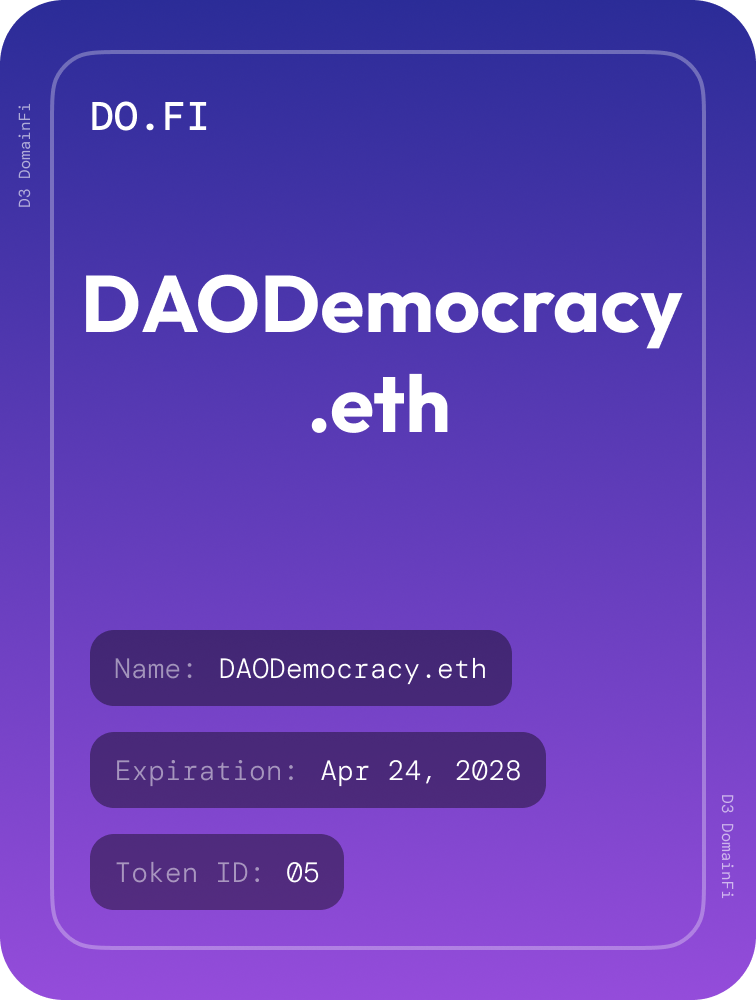 DO.FI
D3 DomainFi
DAODemocracy
.eth
Name: DAODemocracy.eth
Expiration: Apr 24, 2028
Token ID: 05
D3 DomainFi